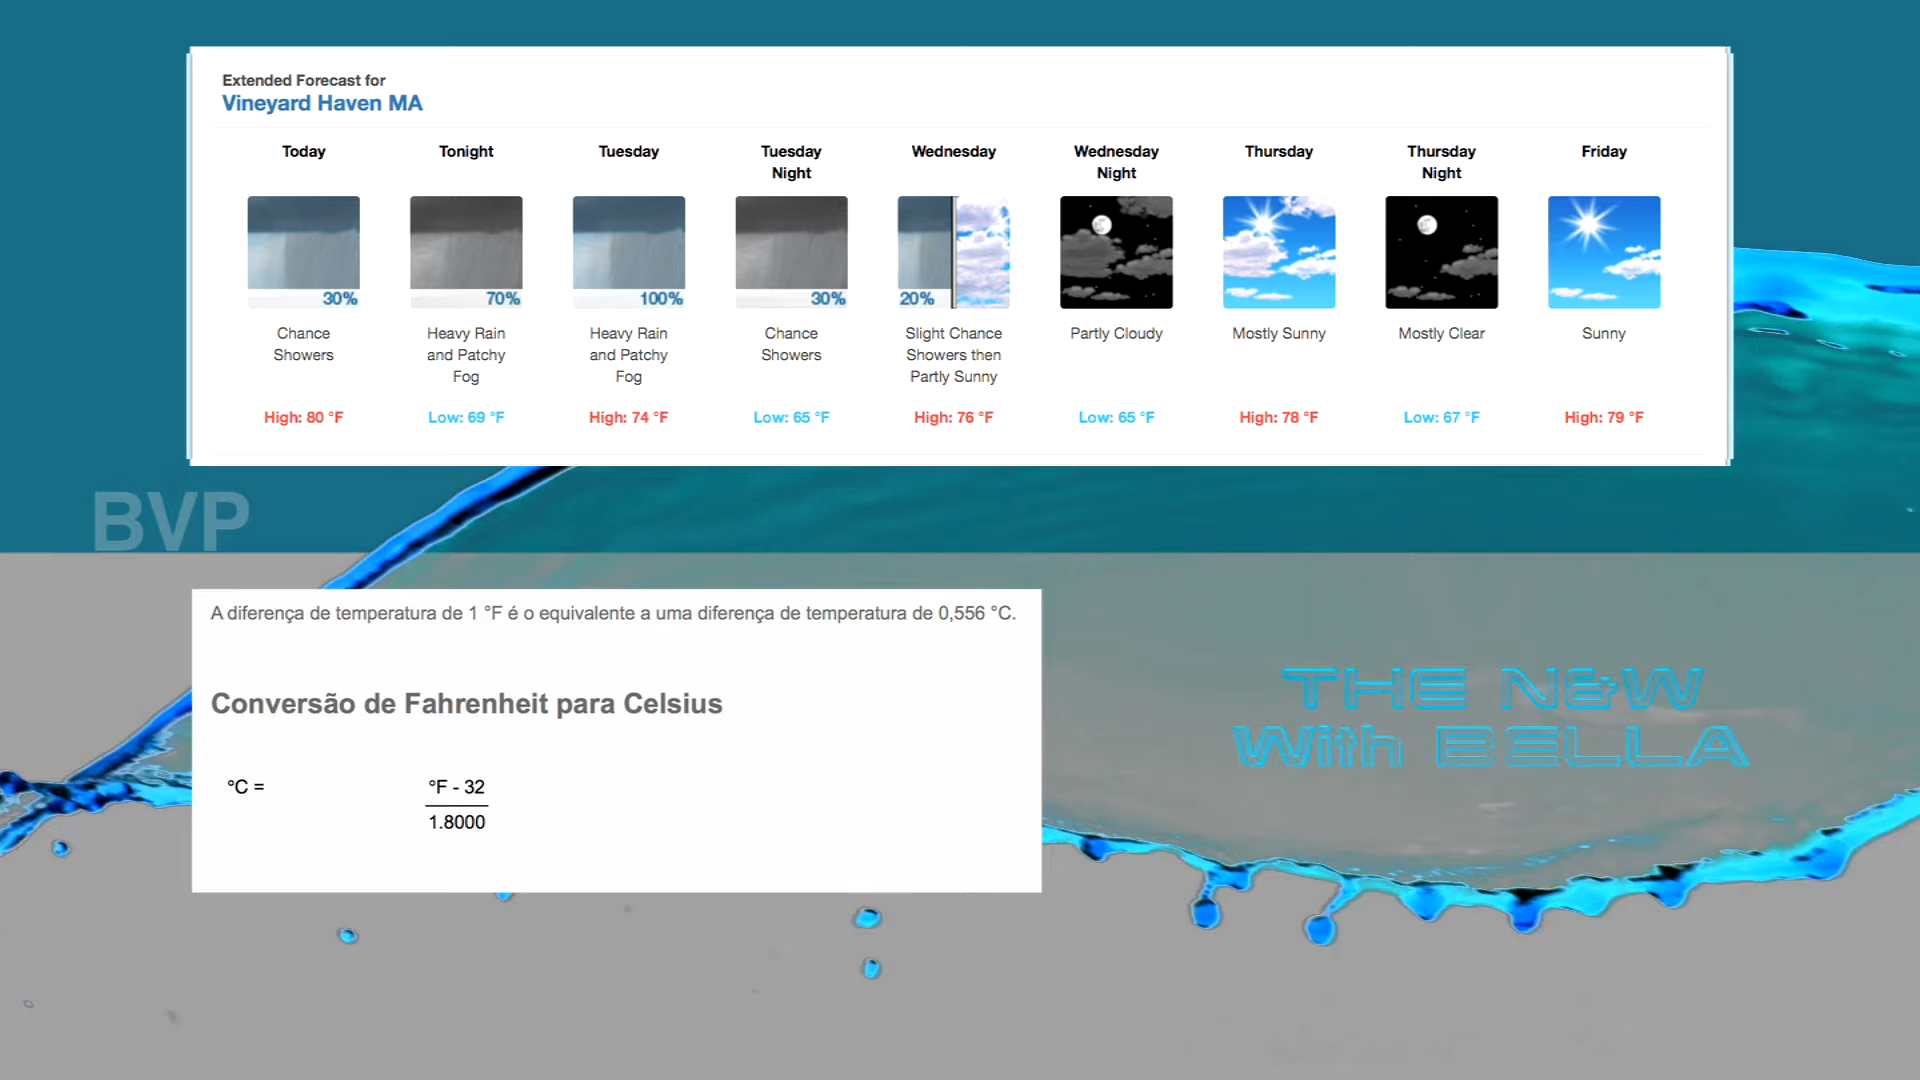 Extended Forecast for
Vineyard Haven MA
Today
Tonight
Tuesday
Tuesday
Night
Wednesday
Wednesday
Night
Thursday
Thursday
Night
Friday
30%
70%
100%
30%
20%
Chance
Showers
Heavy Rain
and Patchy
Fog
Heavy Rain
and Patchy
Fog
Chance
Showers
Slight Chance
Showers then
Partly Sunny
Partly Cloudy
Mostly Sunny
Mostly Clear
Sunny
High: 80 °F
Low: 69 °F
High: 74 °F
Low: 65 °F
High: 76 °F
Low: 65 °F
High: 78 °F
Low: 67 °F
High: 79 °F
BVP
A diferença de temperatura de 1 °F é o equivalente a uma diferença de temperatura de 0,556 °C.
Conversão de Fahrenheit para Celsius
°C =
°F - 32
1.8000
THE N&W
With BELLA